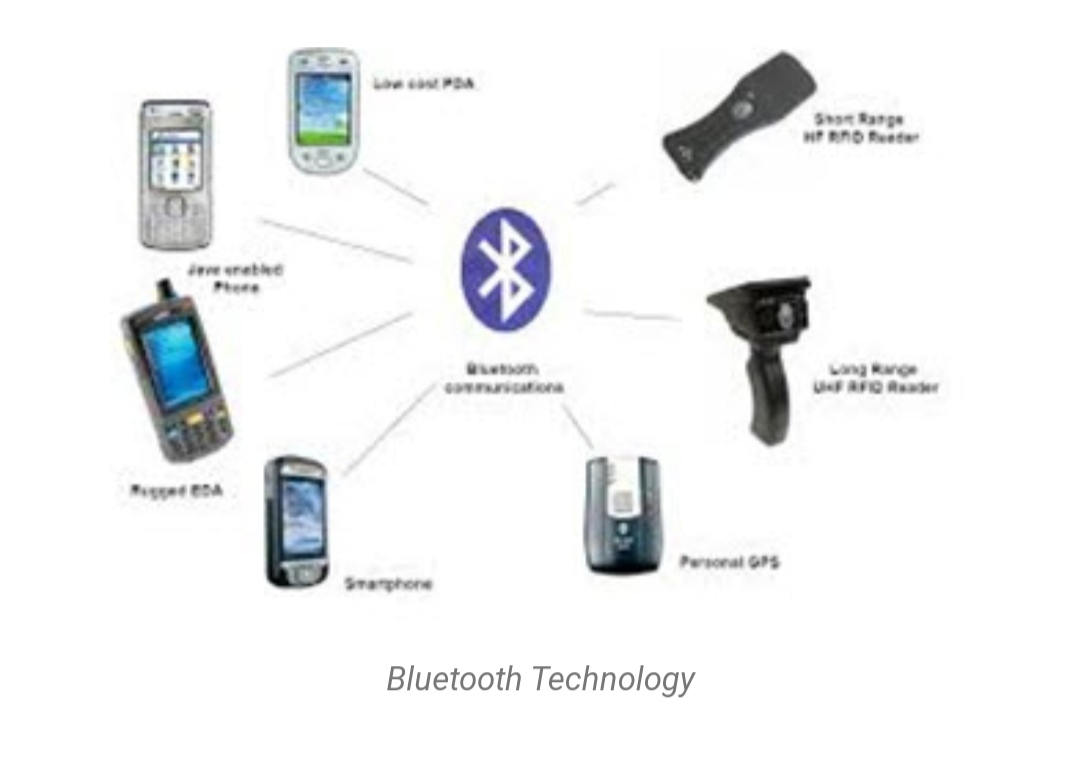 Low cost PDA
Short Range
HF RFID Reader
Java enabled
Phone
Bluetooth
communications
Long Range
UHF RFID Reader
Rugged EDA
Smartphone
Personal GPS
Bluetooth Technology